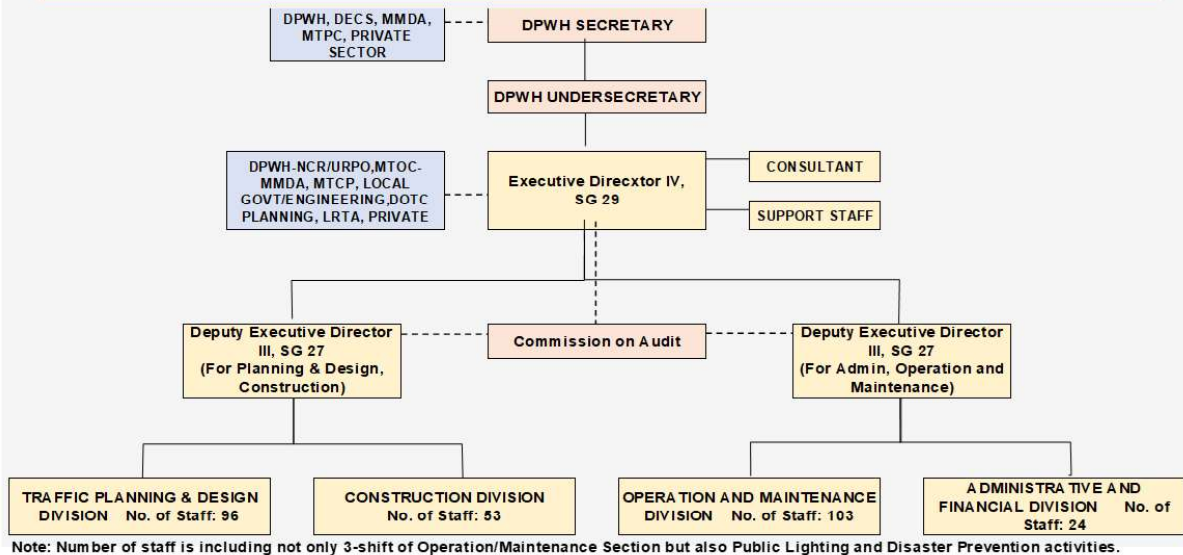 DPWH, DECS, MMDA,
MTPC, PRIVATE
SECTOR
DPWH SECRETARY
DPWH UNDERSECRETARY
DPWH-NCR/URPO,MTOC-
MMDA, MTCP, LOCAL
GOVT/ENGINEERING,DOTC
PLANNING, LRTA, PRIVATE
Executive Direcxtor IV,
SG 29
CONSULTANT
SUPPORT STAFF
Deputy Executive Director
III, SG 27
(For Planning & Design,
Construction)
Commission on Audit
Deputy Executive Director
III, SG 27
(For Admin, Operation and
Maintenance)
TRAFFIC PLANNING & DESIGN
DIVISION No. of Staff: 96
CONSTRUCTION DIVISION
No. of Staff: 53
OPERATION AND MAINTENANCE
DIVISION No. of Staff: 103
ADMINISTRATIVE AND
FINANCIAL DIVISION No. of
Staff: 24
Note: Number of staff is including not only 3-shift of Operation/Maintenance Section but also Public Lighting and Disaster Prevention activities.